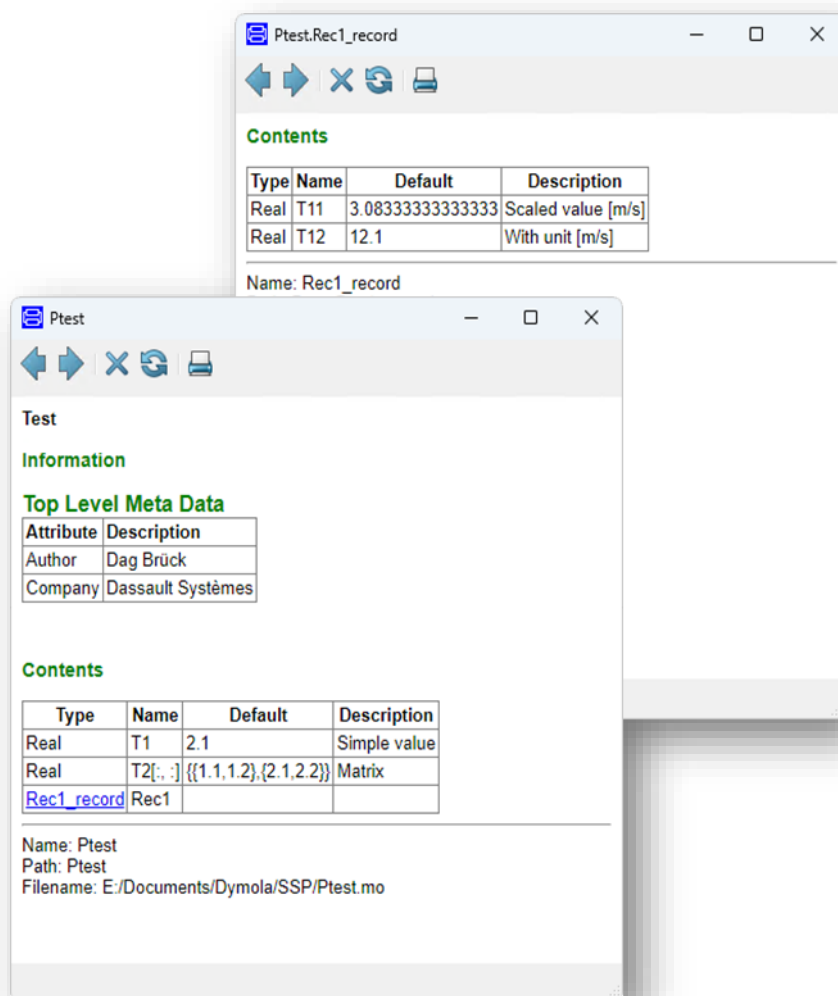 Ptest.Rec1_record
Contents
Type Name Default Description
Real T11 3.08333333333333 Scaled value [m/s]
Real T12 12.1 With unit [m/s]
Name: Rec1_record
Ptest
Test
Information
Top Level Meta Data
Attribute Description
Author Dag Brück
Company Dassault Systèmes
Contents
Type Name Default Description
Real T1 2.1 Simple value
Real T2[:, :] {{1.1,1.2},{2.1,2.2}} Matrix
Rec1_record Rec1
Name: Ptest
Path: Ptest
Filename: E:/Documents/Dymola/SSP/Ptest.mo